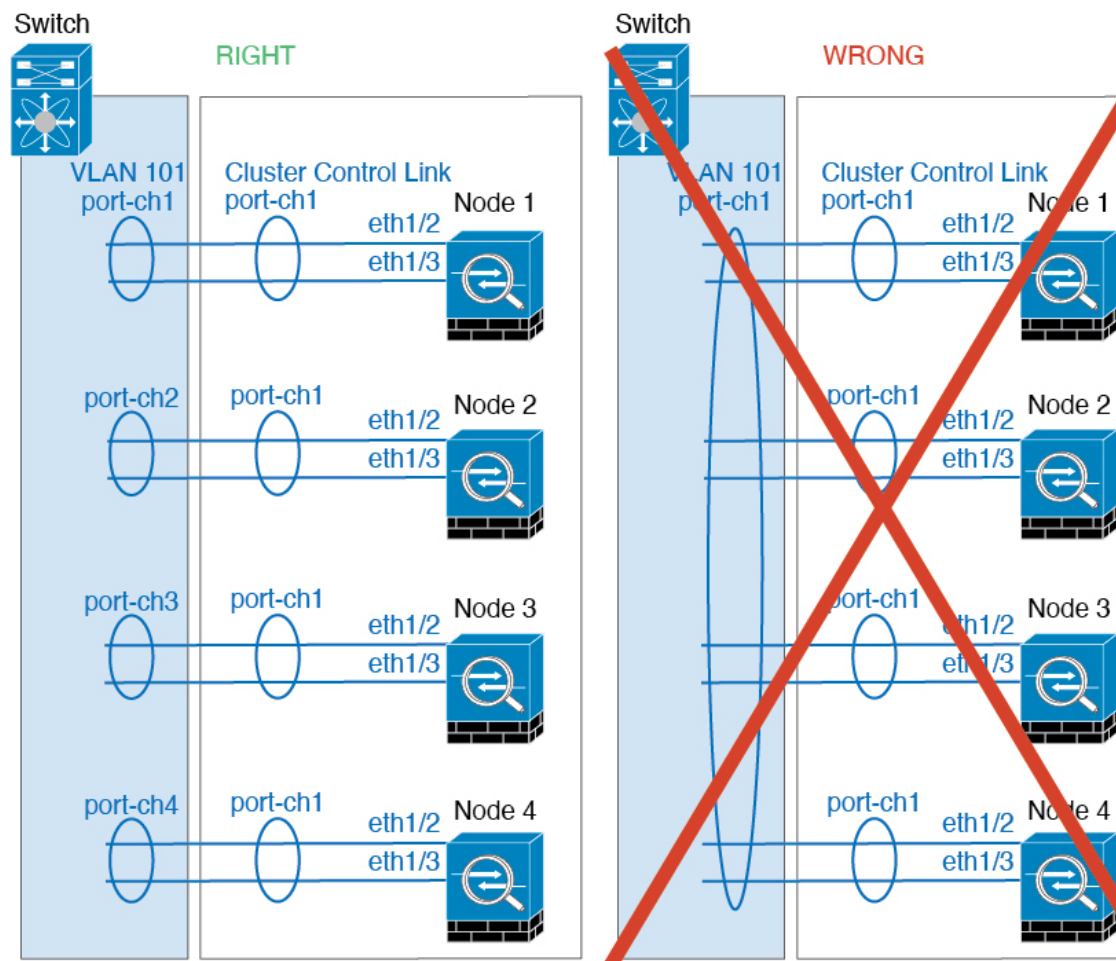 Switch
RIGHT
VLAN 101
port-ch1
Cluster Control Link
port-ch1
Node 1
eth1/2
eth1/3
port-ch2
port-ch1
Node 2
eth1/2
eth1/3
port-ch3
port-ch1
Node 3
eth1/2
eth1/3
port-ch4
port-ch1
Node 4
eth1/2
eth1/3
Switch
WRONG
VLAN 101
port-ch1
Cluster Control Link
port-ch1
Node 1
eth1/2
eth1/3
port-ch1
Node 2
eth1/2
eth1/3
port-ch1
Node 3
eth1/2
eth1/3
port-ch1
Node 4
eth1/2
eth1/3